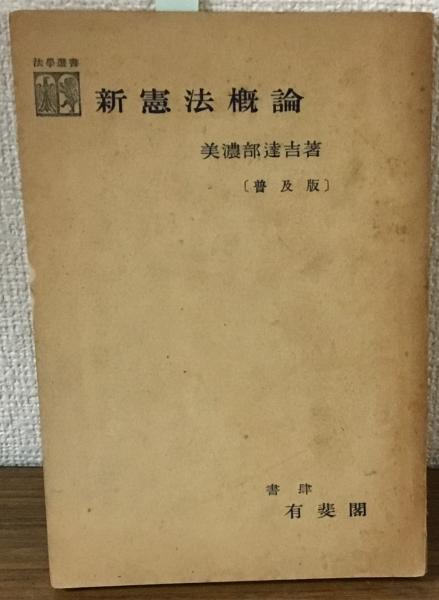 法學選書
新憲法概論
美濃部達吉著
〔普及版〕
書肆
有斐閣